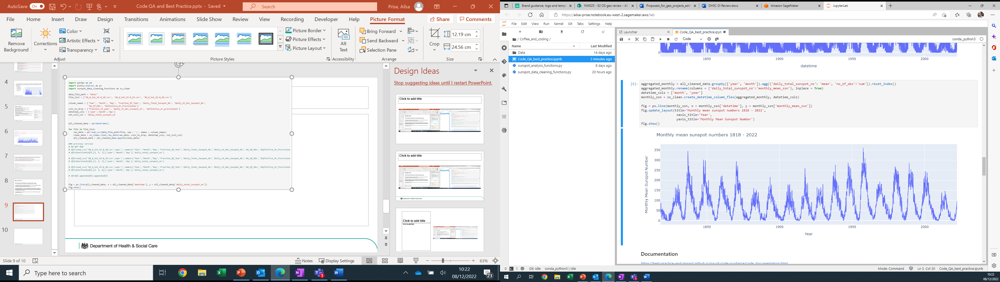 AutoSave On
Code QA and Best Practice.pptx - Saved
Search
Prise, Ailsa
File Home Insert Draw Design Transitions Animations Slide Show Review View Recording Developer Help Picture Format
Share
Comments
Remove Background
Corrections
Color
Artistic Effects
Transparency
Adjust
Picture Styles
Picture Border
Picture Effects
Picture Layout
Alt Text
Accessibility
Bring Forward
Send Backward
Selection Pane
Arrange
Crop
12.19 cm
24.56 cm
Size
4
5
6
7
8
9
10
import pandas as pd
import plotly.express as px
import sunspot_data_cleaning_functions as ss_clean
data_file_path = 'Data/'
file_list = ['SN_d_tot_V2.0_18.csv', 'SN_d_tot_V2.0_19.csv', 'SN_d_tot_V2.0_20.csv']
column_names = ['Year', 'Month', 'Day', 'Fraction_Of_Year', 'Daily_Total_Sunspot_No', 'Daily_St_Dev_Sunspot_No',
'No_Of_Obs', 'Definitive_Or_Provisional']
cols_to_drop = ['fraction_of_year', 'daily_st_dev_sunspot_no', 'definitive_or_provisional']
datetime_cols = ['year','month','day']
not_null_col = 'daily_total_sunspot_no'
all_cleaned_data = pd.DataFrame()
for file in file_list:
raw_data = pd.read_csv(data_file_path+file, sep = ';', names = column_names)
clean_data = ss_clean.clean_raw_data(raw_data, cols_to_drop, datetime_cols, not_null_col)
all_cleaned_data = all_cleaned_data.append(clean_data)
### previous version
# DO NOT RUN
# df1=read_csv('SN_d_tot_V2.0_18.csv',sep=';',names=['Year','Month','Day','Fraction_Of_Year','Daily_Total_Sunspot_No','Daily_St_Dev_Sunspot_No','No_Of_Obs','Definitive_Or_Provisiona
# df1=function4(df1,[3, 5, 7],['year','month','day'],'daily_total_sunspot_no')
# df2=read_csv('SN_d_tot_V2.0_19.csv',sep=';',names=['Year','Month','Day','Fraction_Of_Year','Daily_Total_Sunspot_No','Daily_St_Dev_Sunspot_No','No_Of_Obs','Definitive_Or_Provisiona
# df2=function4(df2,[3, 5, 7],['year','month','day'],'daily_total_sunspot_no')
# df3=read_csv('SN_d_tot_V2.0_20.csv',sep=';',names=['Year','Month','Day','Fraction_Of_Year','Daily_Total_Sunspot_No','Daily_St_Dev_Sunspot_No','No_Of_Obs','Definitive_Or_Provisiona
# df3=function4(df3,[3, 5, 6],['year','month','day'],'daily_total_sunspot_no')
# df=df1.append(df2).append(df3)
fig = px.line(all_cleaned_data, x = all_cleaned_data['datetime'], y = all_cleaned_data['daily_total_sunspot_no'])
fig.show()
Department of Health & Social Care
Design Ideas
Stop suggesting ideas until I restart PowerPoint.
Click to add title
Click to add title
Department of Health & Social Care
Click to add title
Click to add text
Slide 9 of 10
Notes
Display Settings
63%
Type here to search
1
10:22
08/12/2022
23
Brand guidance, logo and templ
NW025 - 02 OS geo review - All
Proposals_for_geo_projects_add
DHSC GI Review.docx
Amazon SageMaker
JupyterLab
https://ailsa-prise.notebook.eu-west-2.sagemaker.aws/lab
File Edit View Run Kernel Git Tabs Settings Help
/ Coffee_and_coding /
Name Last Modified
Data 14 days ago
Code_QA_best_practice.ipynb 2 minutes ago
sunspot_analysis_functions.py 8 days ago
sunspot_data_cleaning_functions.py 20 hours ago
Launcher
Code_QA_best_practice.ipyn
Code
git
conda_python3
0
1850 1900 1950 2000
datetime
[6]: aggregated_monthly = all_cleaned_data.groupby(['year', 'month']).agg({'daily_total_sunspot_no': 'mean', 'no_of_obs':'sum'}).reset_index()
aggregated_monthly.rename(columns = {'daily_total_sunspot_no':'monthly_mean_ssn'}, inplace = True)
datetime_cols = ['month', 'year']
monthly_ssn = ss_clean.create_datetime_column_flex(aggregated_monthly, datetime_cols)
fig = px.line(monthly_ssn, x = monthly_ssn['datetime'], y = monthly_ssn['monthly_mean_ssn'])
fig.update_layout(title='Monthly mean sunspot numbers 1818 - 2022',
xaxis_title='Year',
yaxis_title='Monthly Mean Sunspot Number')
fig.show()
Monthly mean sunspot numbers 1818 - 2022
Monthly Mean Sunspot Number
350
300
250
200
150
100
50
0
1850 1900 1950 2000
Year
Documentation
https://best-practice-and-impact.github.io/qa-of-code-guidance/code_documentation.html
0
1
Git: idle
conda_python3 | Idle
Mode: Command
Ln 3, Col 30
Code_QA_best_practice.ipynb
10:22
08/12/2022